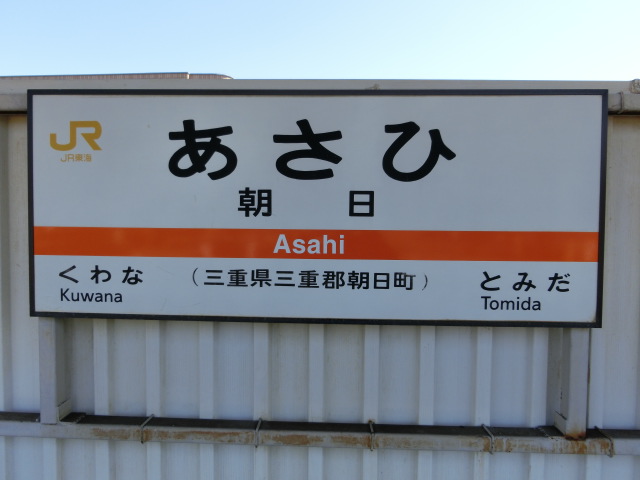 JR
JR東海
あさひ
朝日
Asahi
くわな
Kuwana
（三重県三重郡朝日町）
とみだ
Tomida